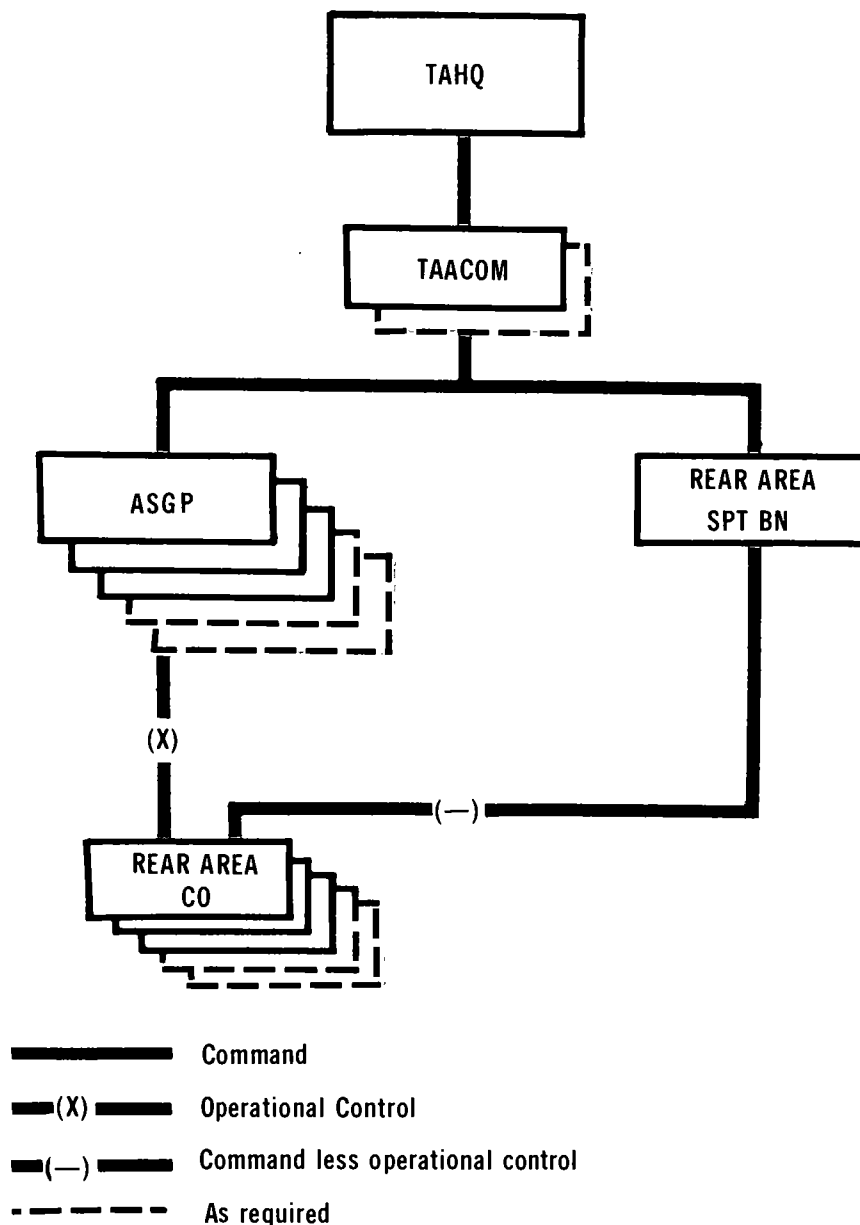 TAHQ
TAACOM
ASGP
REAR AREA
SPT BN
(X)
(—)
REAR AREA
CO
Command
(X) Operational Control
(—) Command less operational control
As required